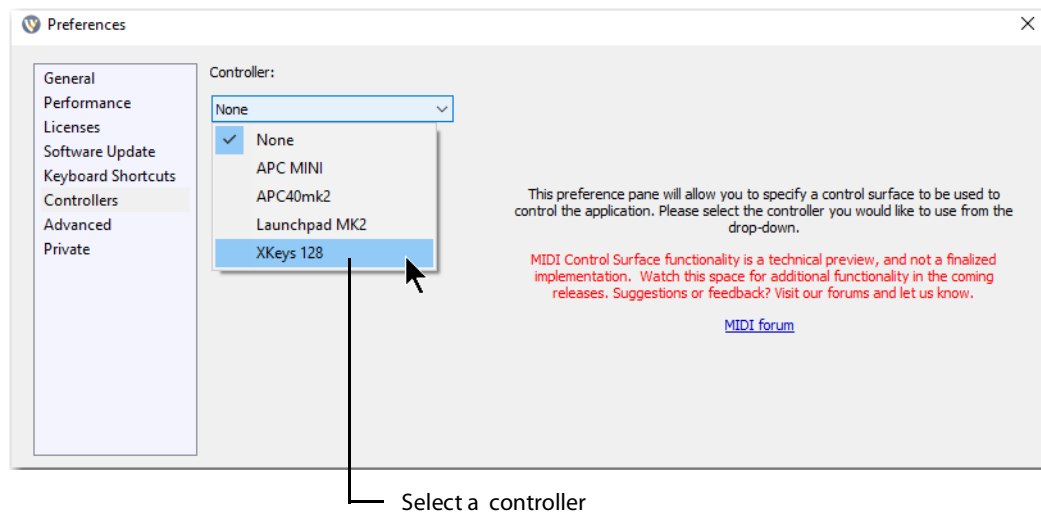 Preferences
General
Performance
Licenses
Software Update
Keyboard Shortcuts
Controllers
Advanced
Private
Controller:
None
None
APC MINI
APC40mk2
Launchpad MK2
XKeys 128
This preference pane will allow you to specify a control surface to be used to
control the application. Please select the controller you would like to use from the
drop-down.
MIDI Control Surface functionality is a technical preview, and not a finalized
implementation. Watch this space for additional functionality in the coming
releases. Suggestions or feedback? Visit our forums and let us know.
MIDI forum
Select a controller